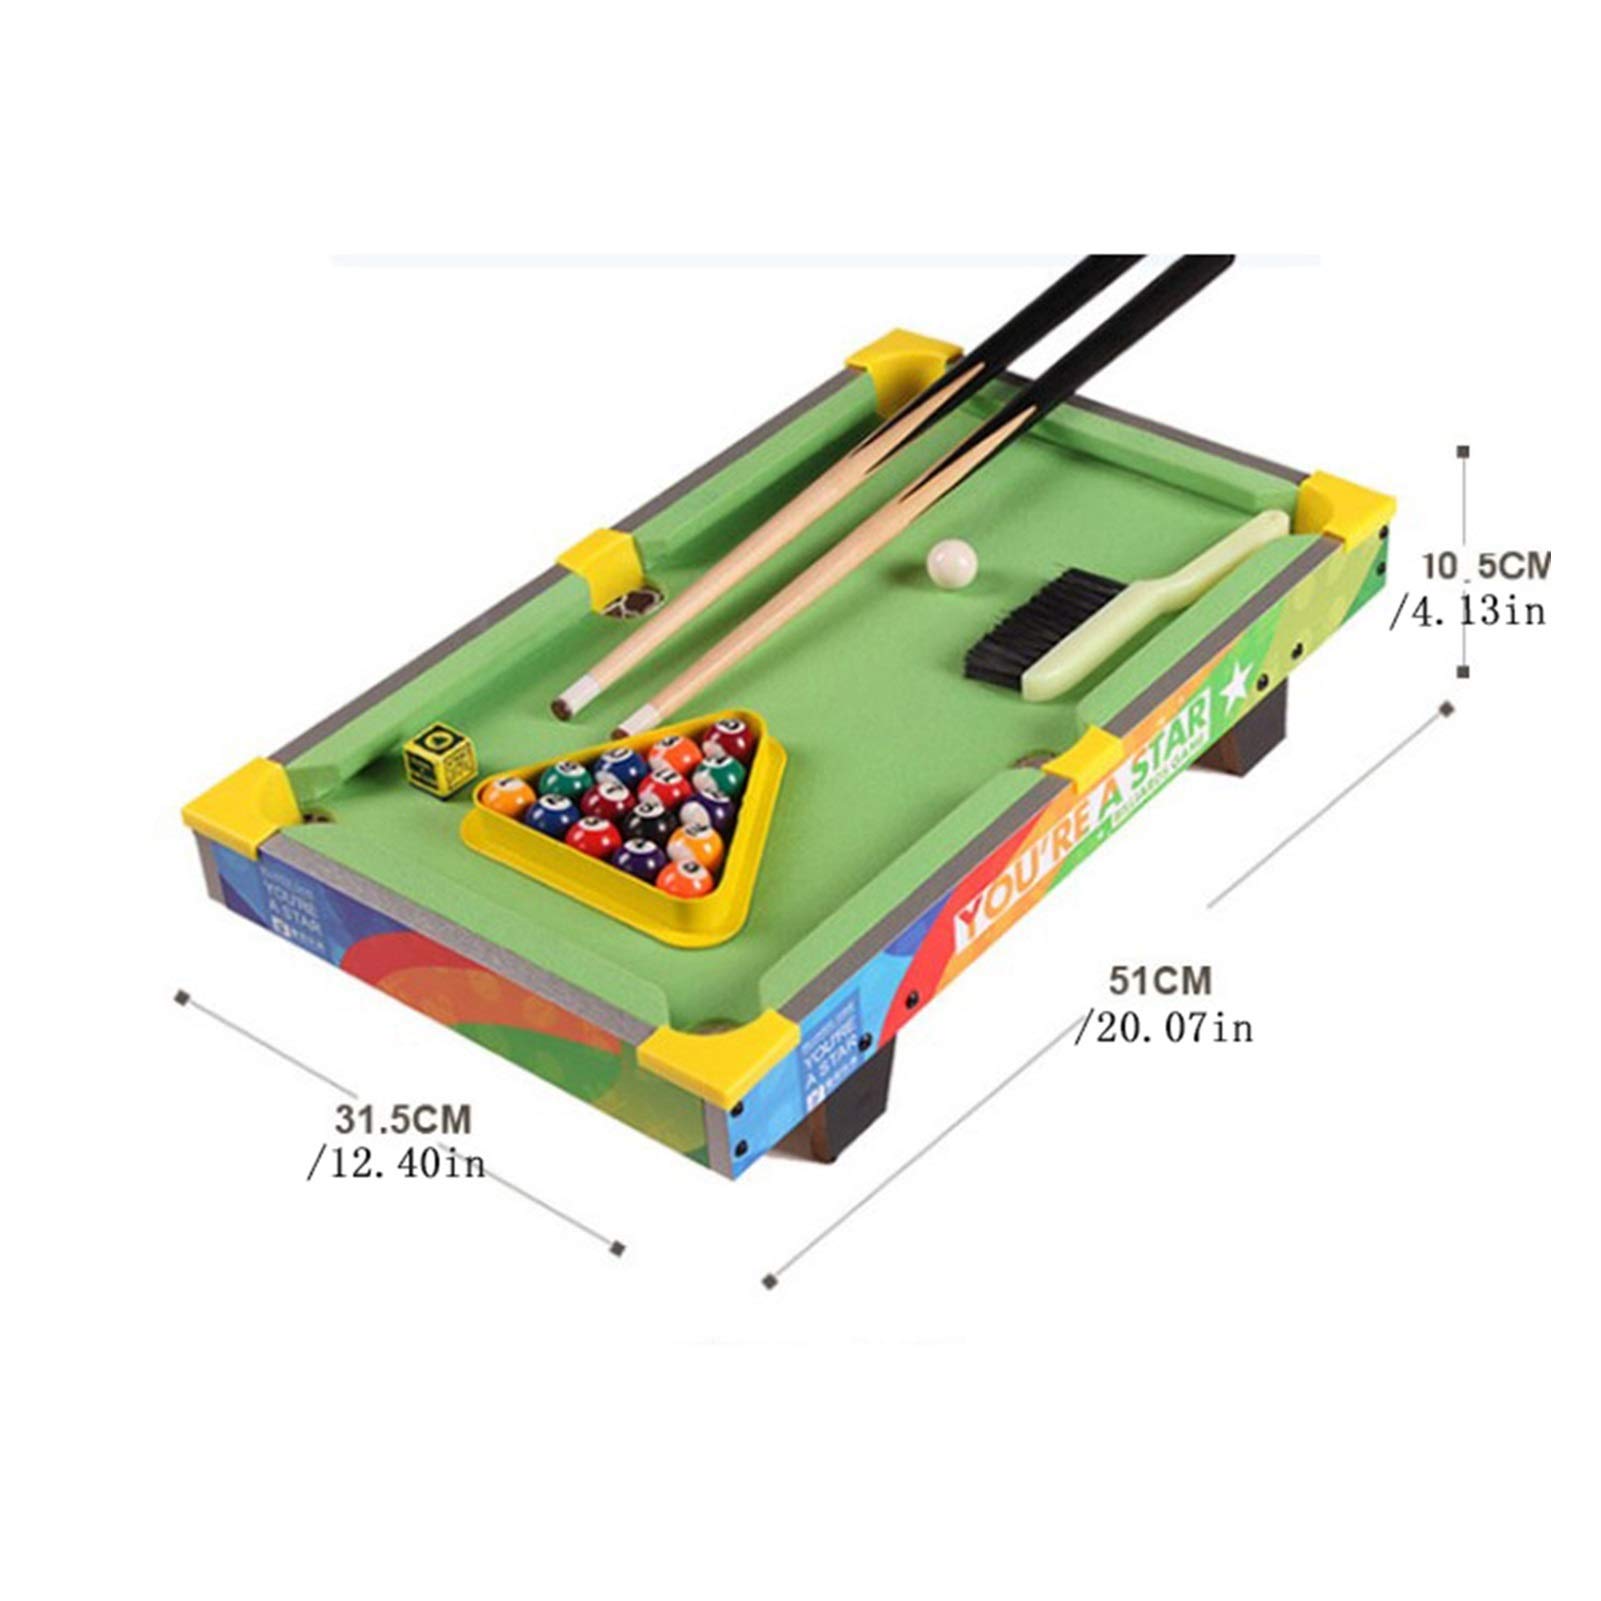 10.5CM
/4.13in
YOU'RE A STAR
BILLIARDS GAME
YOU'RE
A STAR
51CM
/20.07in
YOU'RE
A STAR
31.5CM
/12.40in